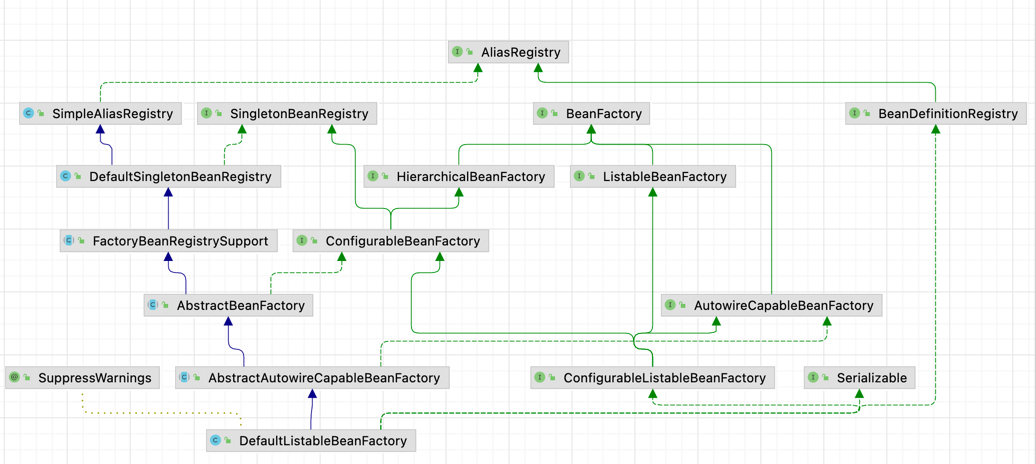 AliasRegistry
SimpleAliasRegistry
SingletonBeanRegistry
BeanFactory
BeanDefinitionRegistry
DefaultSingletonBeanRegistry
HierarchicalBeanFactory
ListableBeanFactory
FactoryBeanRegistrySupport
ConfigurableBeanFactory
AbstractBeanFactory
AutowireCapableBeanFactory
SuppressWarnings
AbstractAutowireCapableBeanFactory
ConfigurableListableBeanFactory
Serializable
DefaultListableBeanFactory